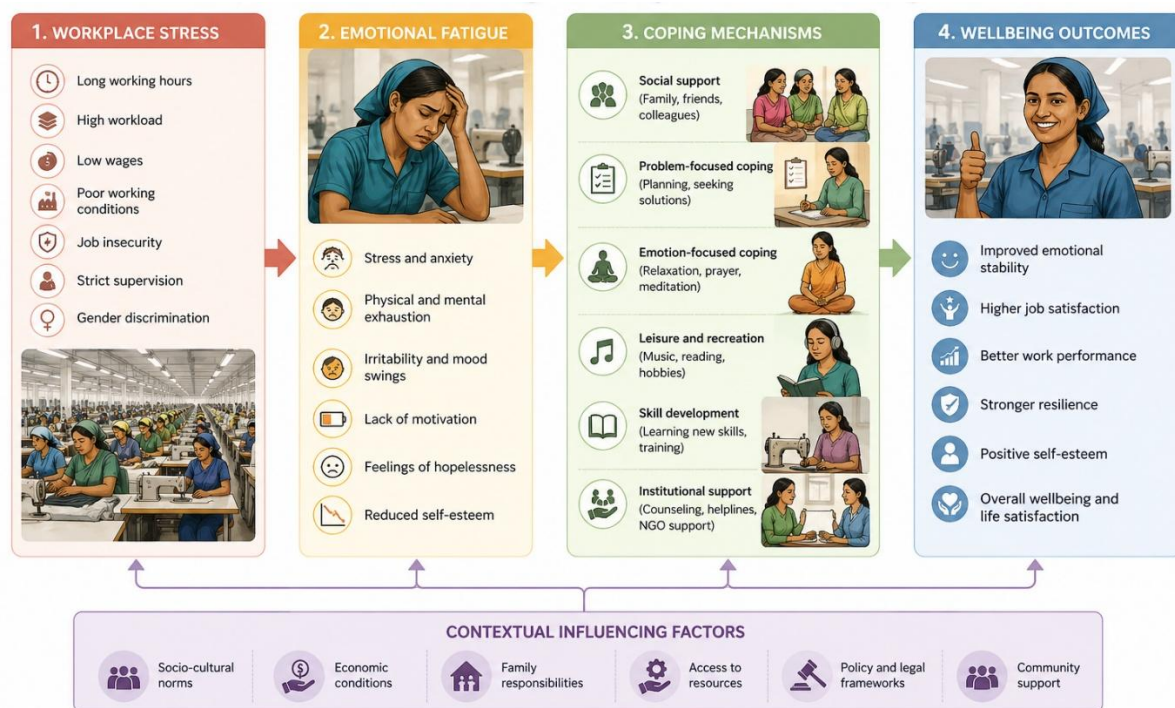 1. WORKPLACE STRESS
Long working hours
High workload
Low wages
Poor working
conditions
Job insecurity
Strict supervision
Gender discrimination
2. EMOTIONAL FATIGUE
Stress and anxiety
Physical and mental
exhaustion
Irritability and mood
swings
Lack of motivation
Feelings of hopelessness
Reduced self-esteem
3. COPING MECHANISMS
Social support
(Family, friends,
colleagues)
Problem-focused coping
(Planning, seeking
solutions)
Emotion-focused coping
(Relaxation, prayer,
meditation)
Leisure and recreation
(Music, reading,
hobbies)
Skill development
(Learning new skills,
training)
Institutional support
(Counseling, helplines,
NGO support)
4. WELLBEING OUTCOMES
Improved emotional
stability
Higher job satisfaction
Better work performance
Stronger resilience
Positive self-esteem
Overall wellbeing and
life satisfaction
CONTEXTUAL INFLUENCING FACTORS
Socio-cultural
norms
Economic
conditions
Family
responsibilities
Access to
resources
Policy and legal
frameworks
Community
support